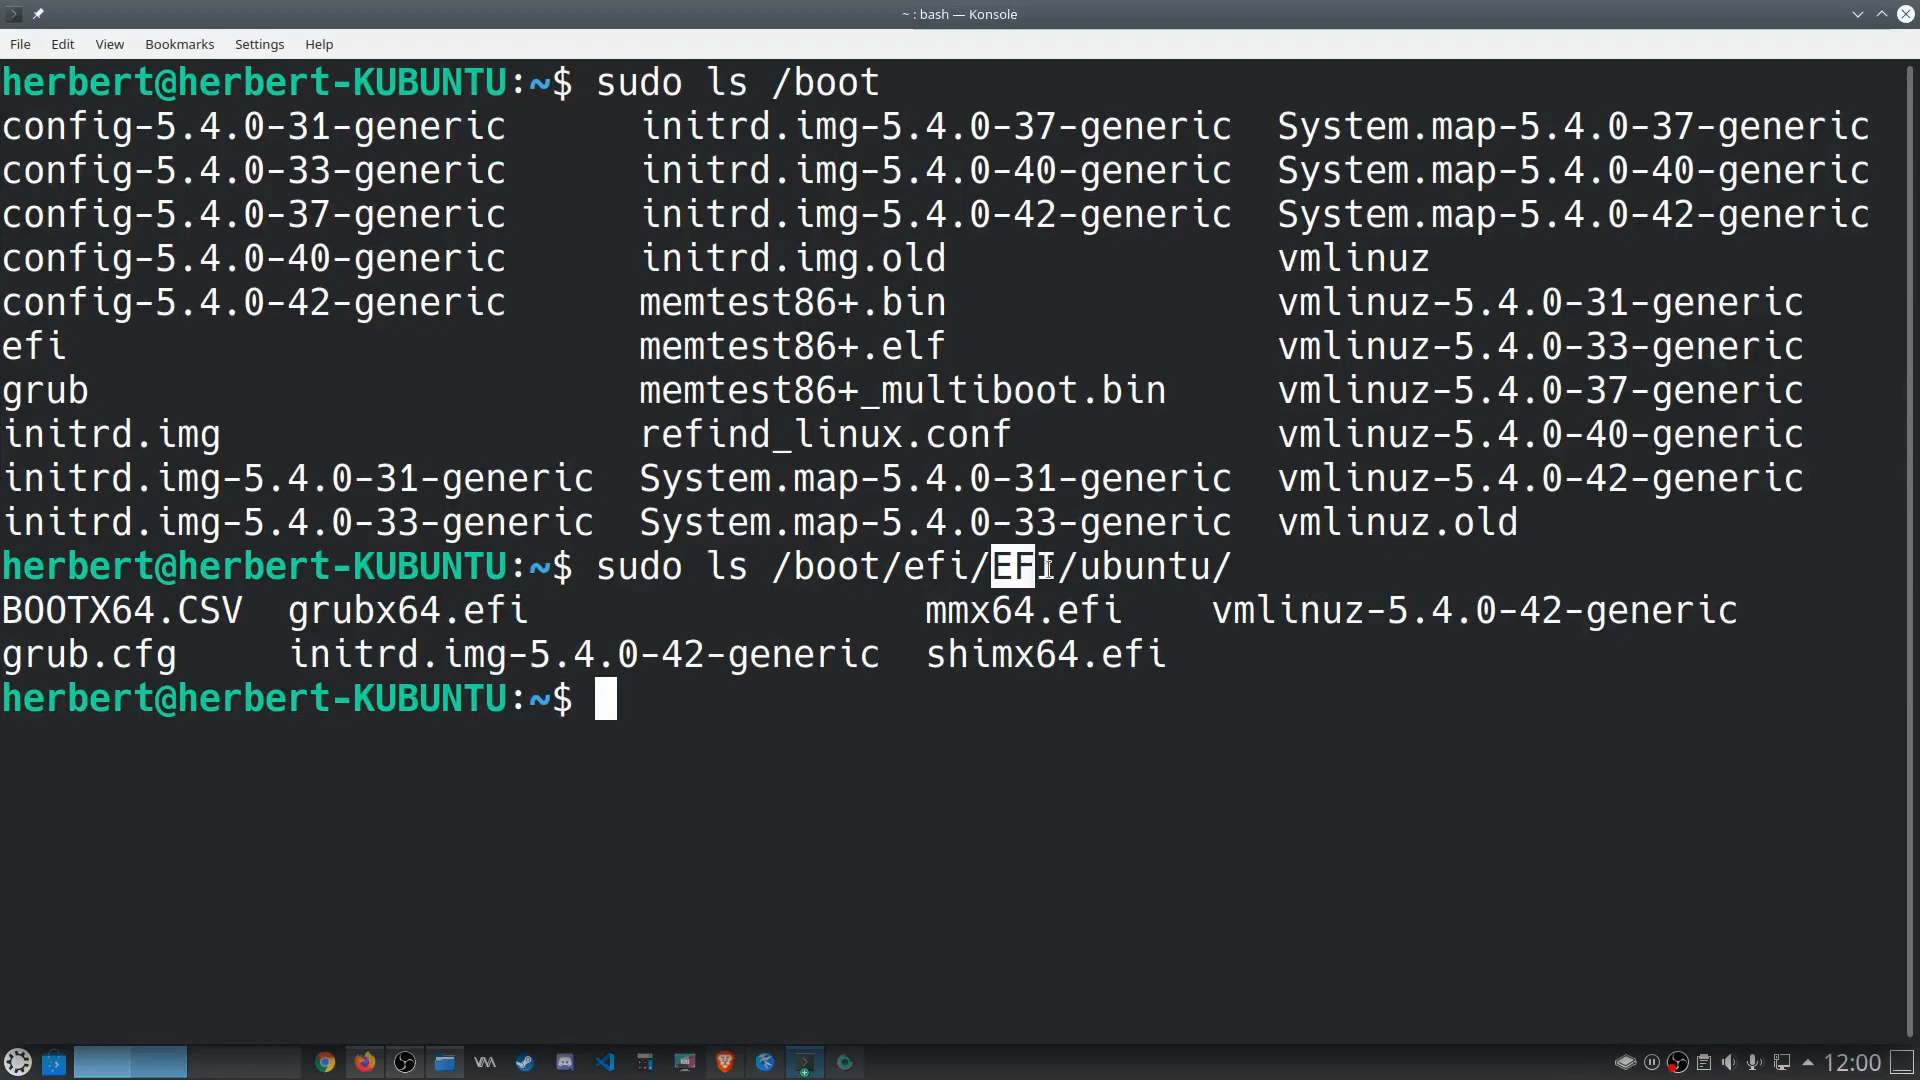 ~ : bash — Konsole
File Edit View Bookmarks Settings Help
herbert@herbert-KUBUNTU:~$ sudo ls /boot
config-5.4.0-31-generic initrd.img-5.4.0-37-generic System.map-5.4.0-37-generic
config-5.4.0-33-generic initrd.img-5.4.0-40-generic System.map-5.4.0-40-generic
config-5.4.0-37-generic initrd.img-5.4.0-42-generic System.map-5.4.0-42-generic
config-5.4.0-40-generic initrd.img.old vmlinuz
config-5.4.0-42-generic memtest86+.bin vmlinuz-5.4.0-31-generic
efi memtest86+.elf vmlinuz-5.4.0-33-generic
grub memtest86+_multiboot.bin vmlinuz-5.4.0-37-generic
initrd.img refind_linux.conf vmlinuz-5.4.0-40-generic
initrd.img-5.4.0-31-generic System.map-5.4.0-31-generic vmlinuz-5.4.0-42-generic
initrd.img-5.4.0-33-generic System.map-5.4.0-33-generic vmlinuz.old
herbert@herbert-KUBUNTU:~$ sudo ls /boot/efi/EFI/ubuntu/
BOOTX64.CSV grubx64.efi mmx64.efi vmlinuz-5.4.0-42-generic
grub.cfg initrd.img-5.4.0-42-generic shimx64.efi
herbert@herbert-KUBUNTU:~$
12:00